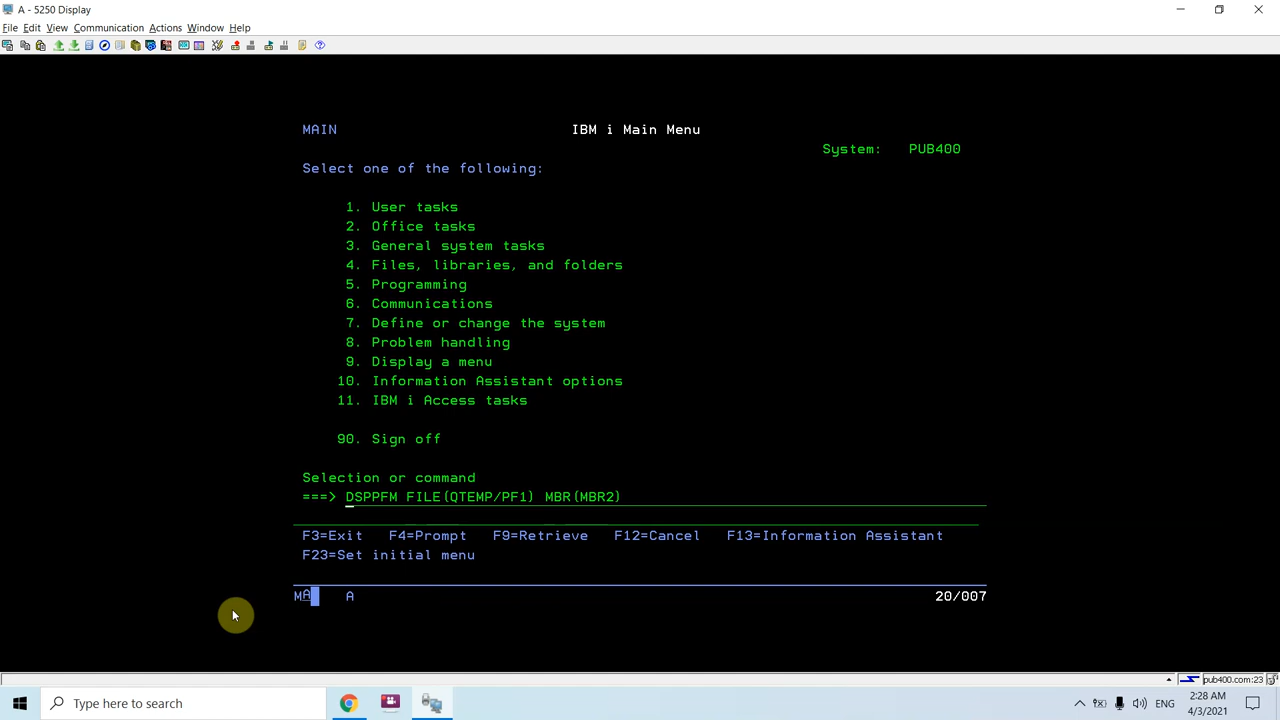 A - 5250 Display
File Edit View Communication Actions Window Help
MAIN IBM i Main Menu
System: PUB400
Select one of the following:
1. User tasks
2. Office tasks
3. General system tasks
4. Files, libraries, and folders
5. Programming
6. Communications
7. Define or change the system
8. Problem handling
9. Display a menu
10. Information Assistant options
11. IBM i Access tasks
90. Sign off
Selection or command
===> DSPPFM FILE(QTEMP/PF1) MBR(MBR2)
F3=Exit F4=Prompt F9=Retrieve F12=Cancel F13=Information Assistant
F23=Set initial menu
MA A 20/007
pub400.com:23
Type here to search
ENG
2:28 AM
4/3/2021